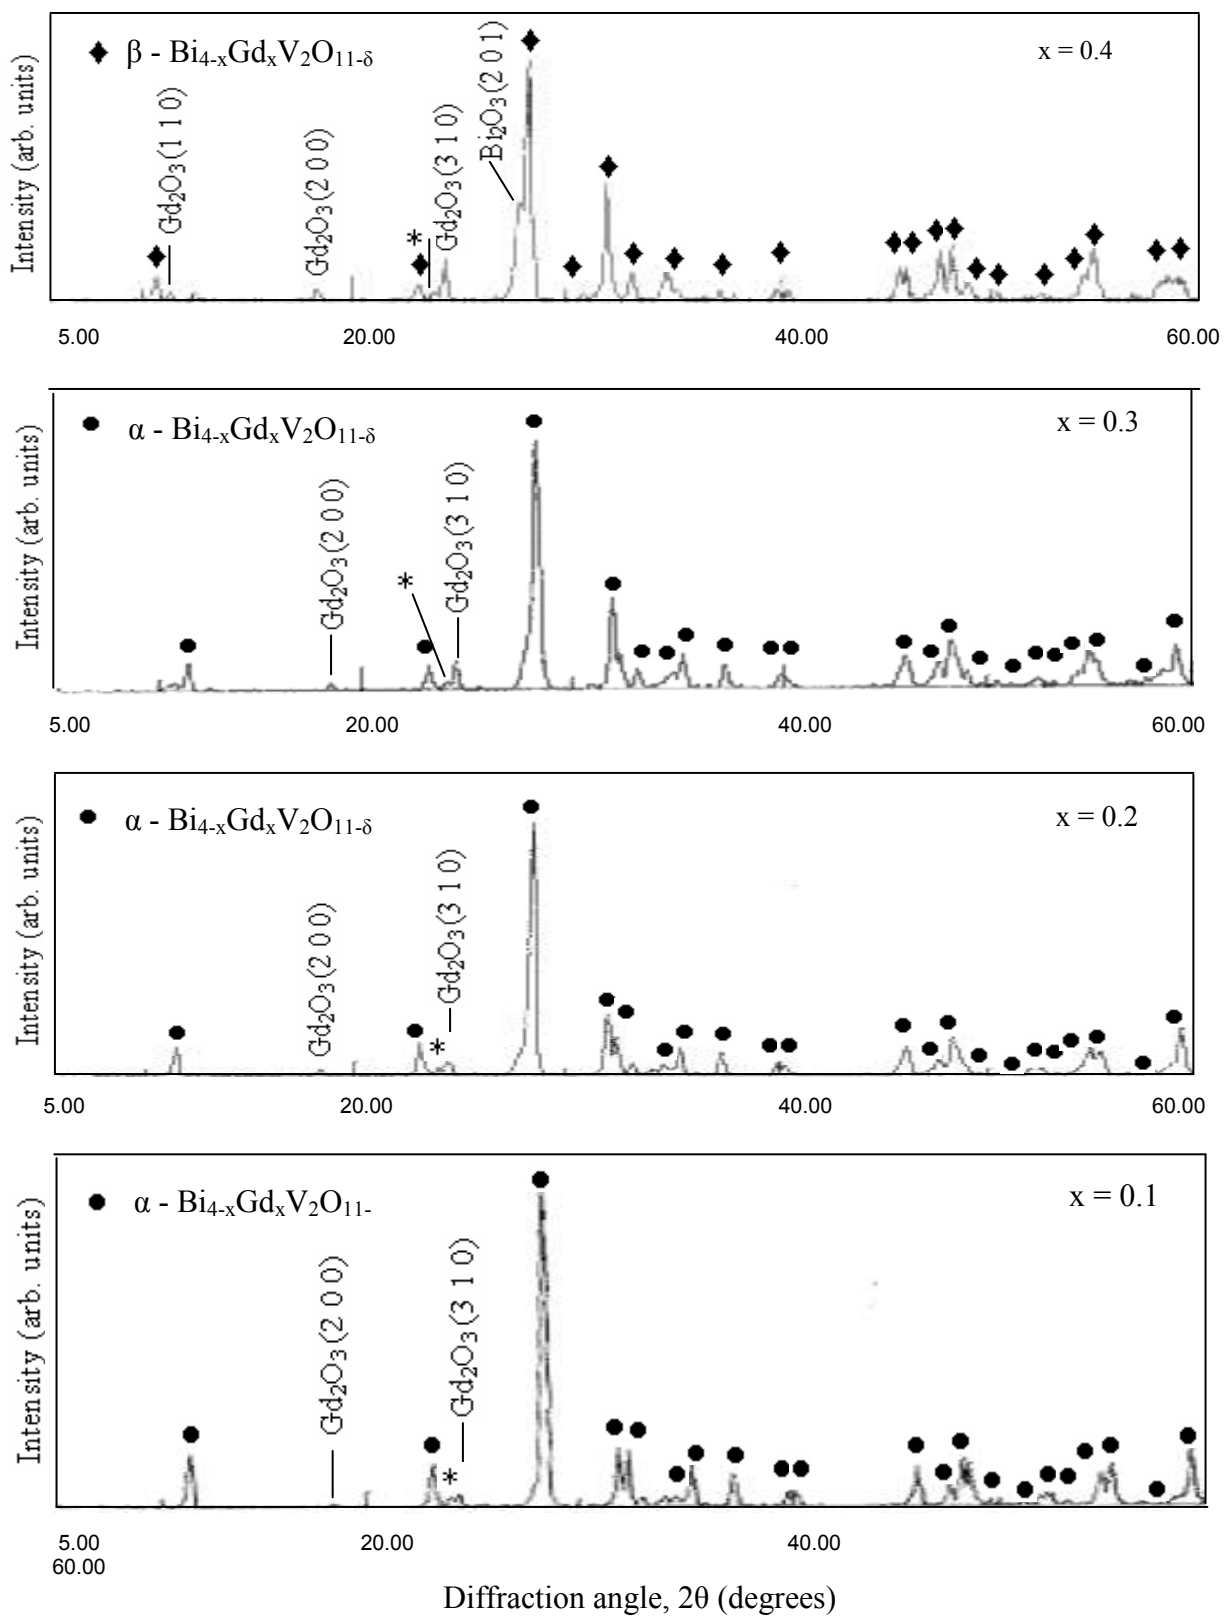 Intensity (arb. units)
◆ β - Bi₄₋ₓGdₓV₂O₁₁₋δ
x = 0.4
Gd₂O₃(1 1 0)
Gd₂O₃(2 0 0)
*
Gd₂O₃(3 1 0)
Bi₂O₃(2 0 1)
5.00 20.00 40.00 60.00
Intensity (arb. units)
● α - Bi₄₋ₓGdₓV₂O₁₁₋δ
x = 0.3
Gd₂O₃(2 0 0)
*
Gd₂O₃(3 1 0)
5.00 20.00 40.00 60.00
Intensity (arb. units)
● α - Bi₄₋ₓGdₓV₂O₁₁₋δ
x = 0.2
Gd₂O₃(2 0 0)
*
Gd₂O₃(3 1 0)
5.00 20.00 40.00 60.00
Intensity (arb. units)
● α - Bi₄₋ₓGdₓV₂O₁₁₋
x = 0.1
Gd₂O₃(2 0 0)
*
Gd₂O₃(3 1 0)
5.00 20.00 40.00
60.00
Diffraction angle, 2θ (degrees)